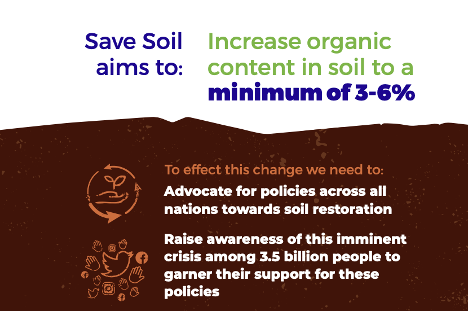 Save Soil
aims to:
Increase organic
content in soil to a
minimum of 3-6%
To effect this change we need to:
Advocate for policies across all
nations towards soil restoration
Raise awareness of this imminent
crisis among 3.5 billion people to
garner their support for these
policies